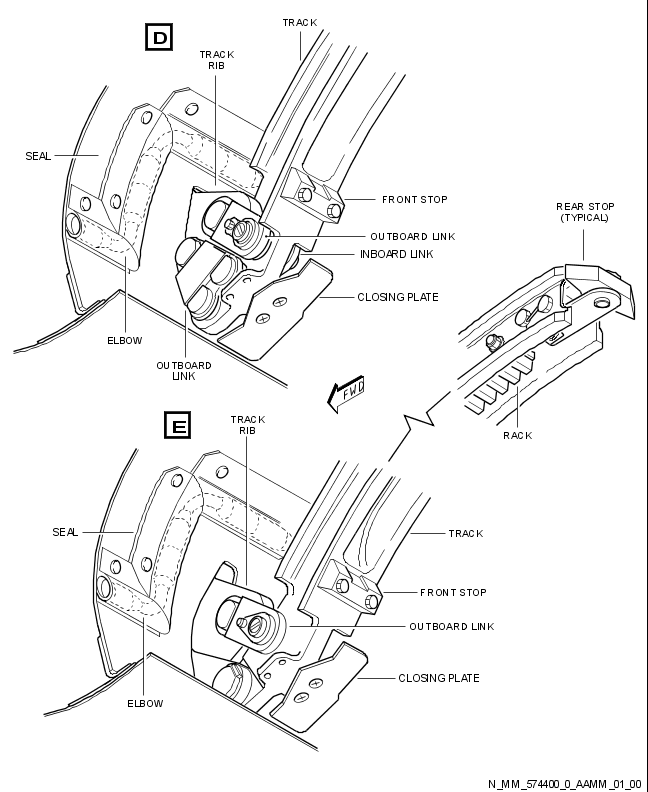 D
TRACK
TRACK
RIB
SEAL
FRONT STOP
REAR STOP
(TYPICAL)
OUTBOARD LINK
INBOARD LINK
CLOSING PLATE
ELBOW
OUTBOARD
LINK
FWD
E
TRACK
RIB
RACK
SEAL
TRACK
FRONT STOP
OUTBOARD LINK
CLOSING PLATE
ELBOW
N_MM_574400_0_AAMM_01_00